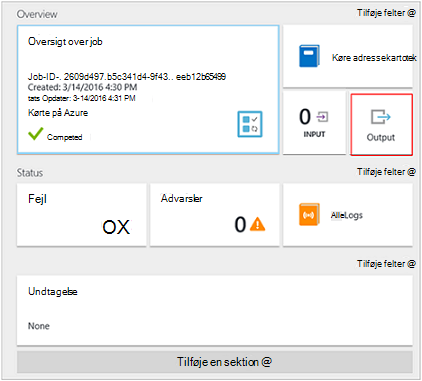 Overview
Tilføje felter @
Oversigt over job
Job-ID-. 2609d497.b5c341d4-9f43.. eeb12b65499
Created: 3/14/2016 4:30 PM
tats Opdater: 3-14-2016 4:31 PM
Kørte på Azure
Competed
Køre adressekartotek
0
INPUT
Output
Status
Tilføje felter @
Fejl
OX
Advarsler
0
AlleLogs
Tilføje felter @
Undtagelse
None
Tilføje en sektion @